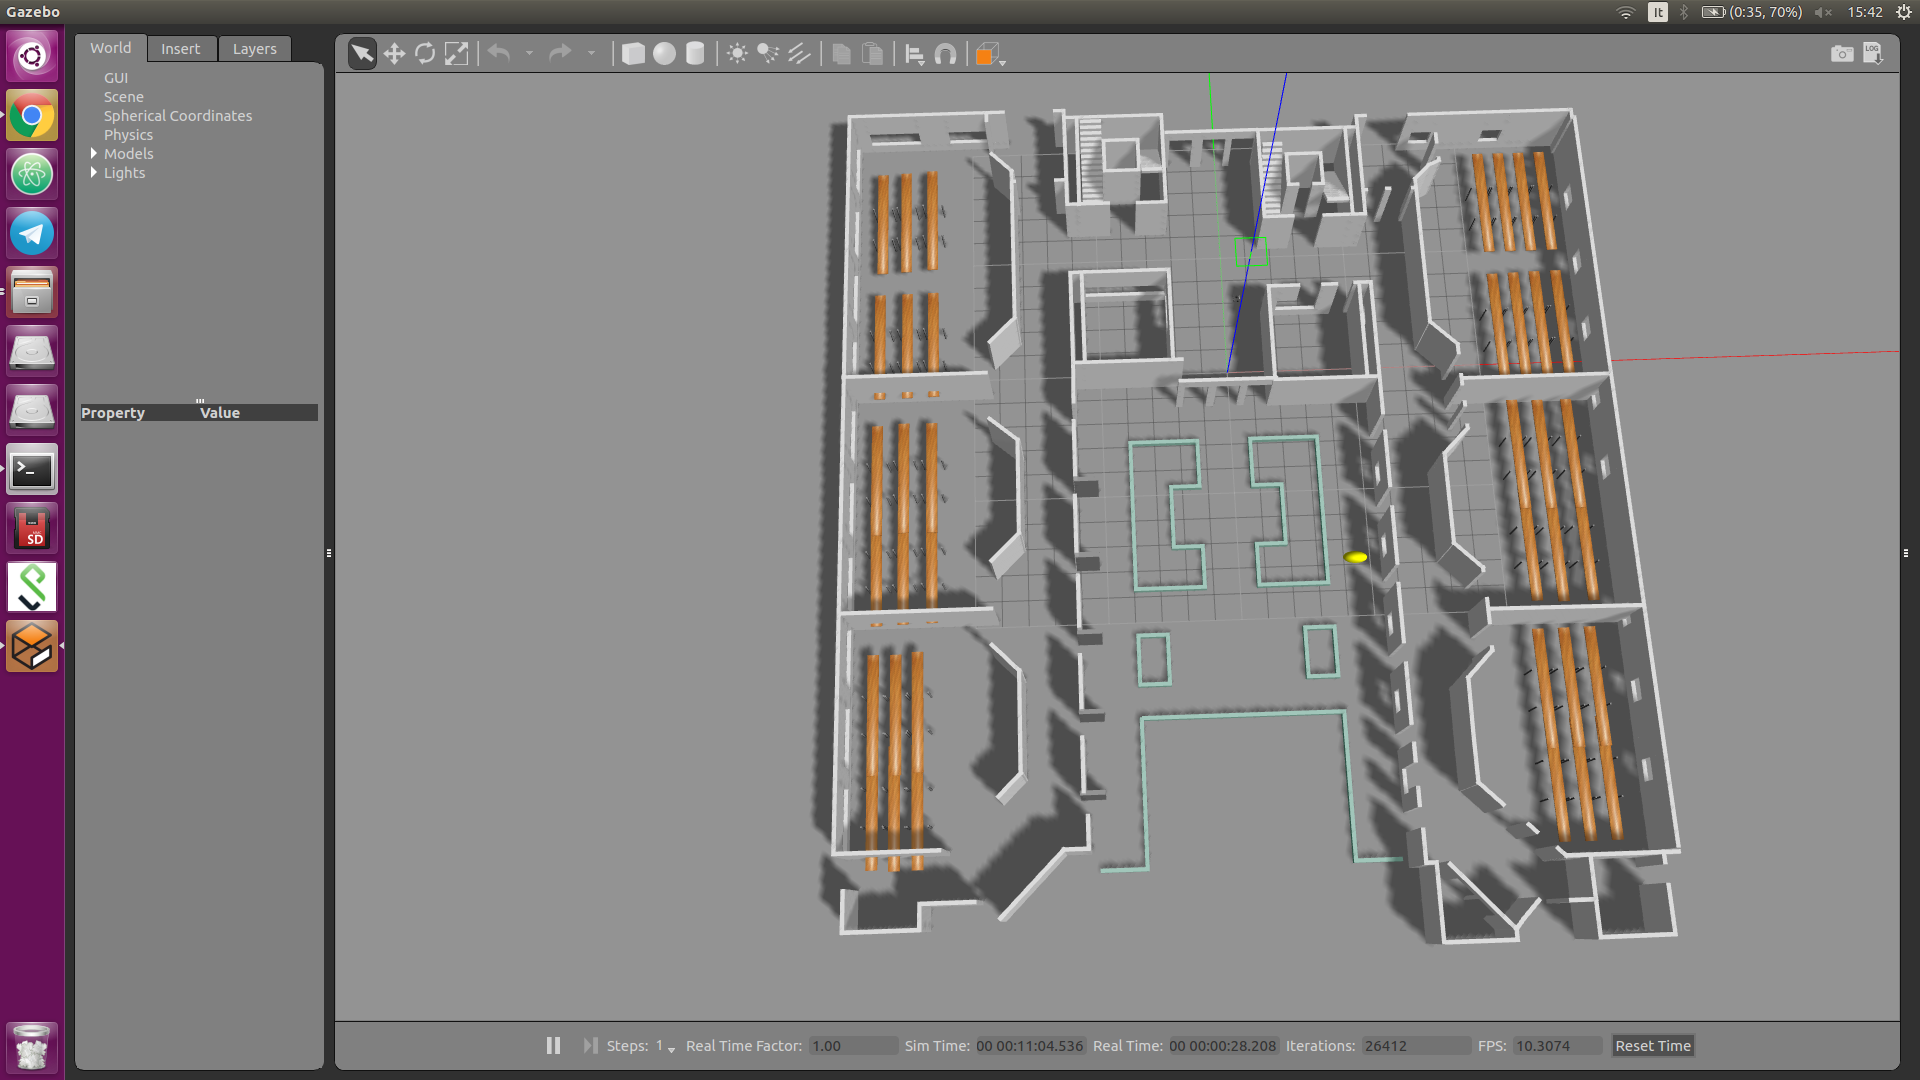 Gazebo
It
(0:35, 70%)
15:42
World
Insert
Layers
LOG
GUI
Scene
Spherical Coordinates
Physics
Models
Lights
Property
Value
SD
Steps: 1
Real Time Factor: 1.00
Sim Time: 00 00:11:04.536
Real Time: 00 00:00:28.208
Iterations: 26412
FPS: 10.3074
Reset Time